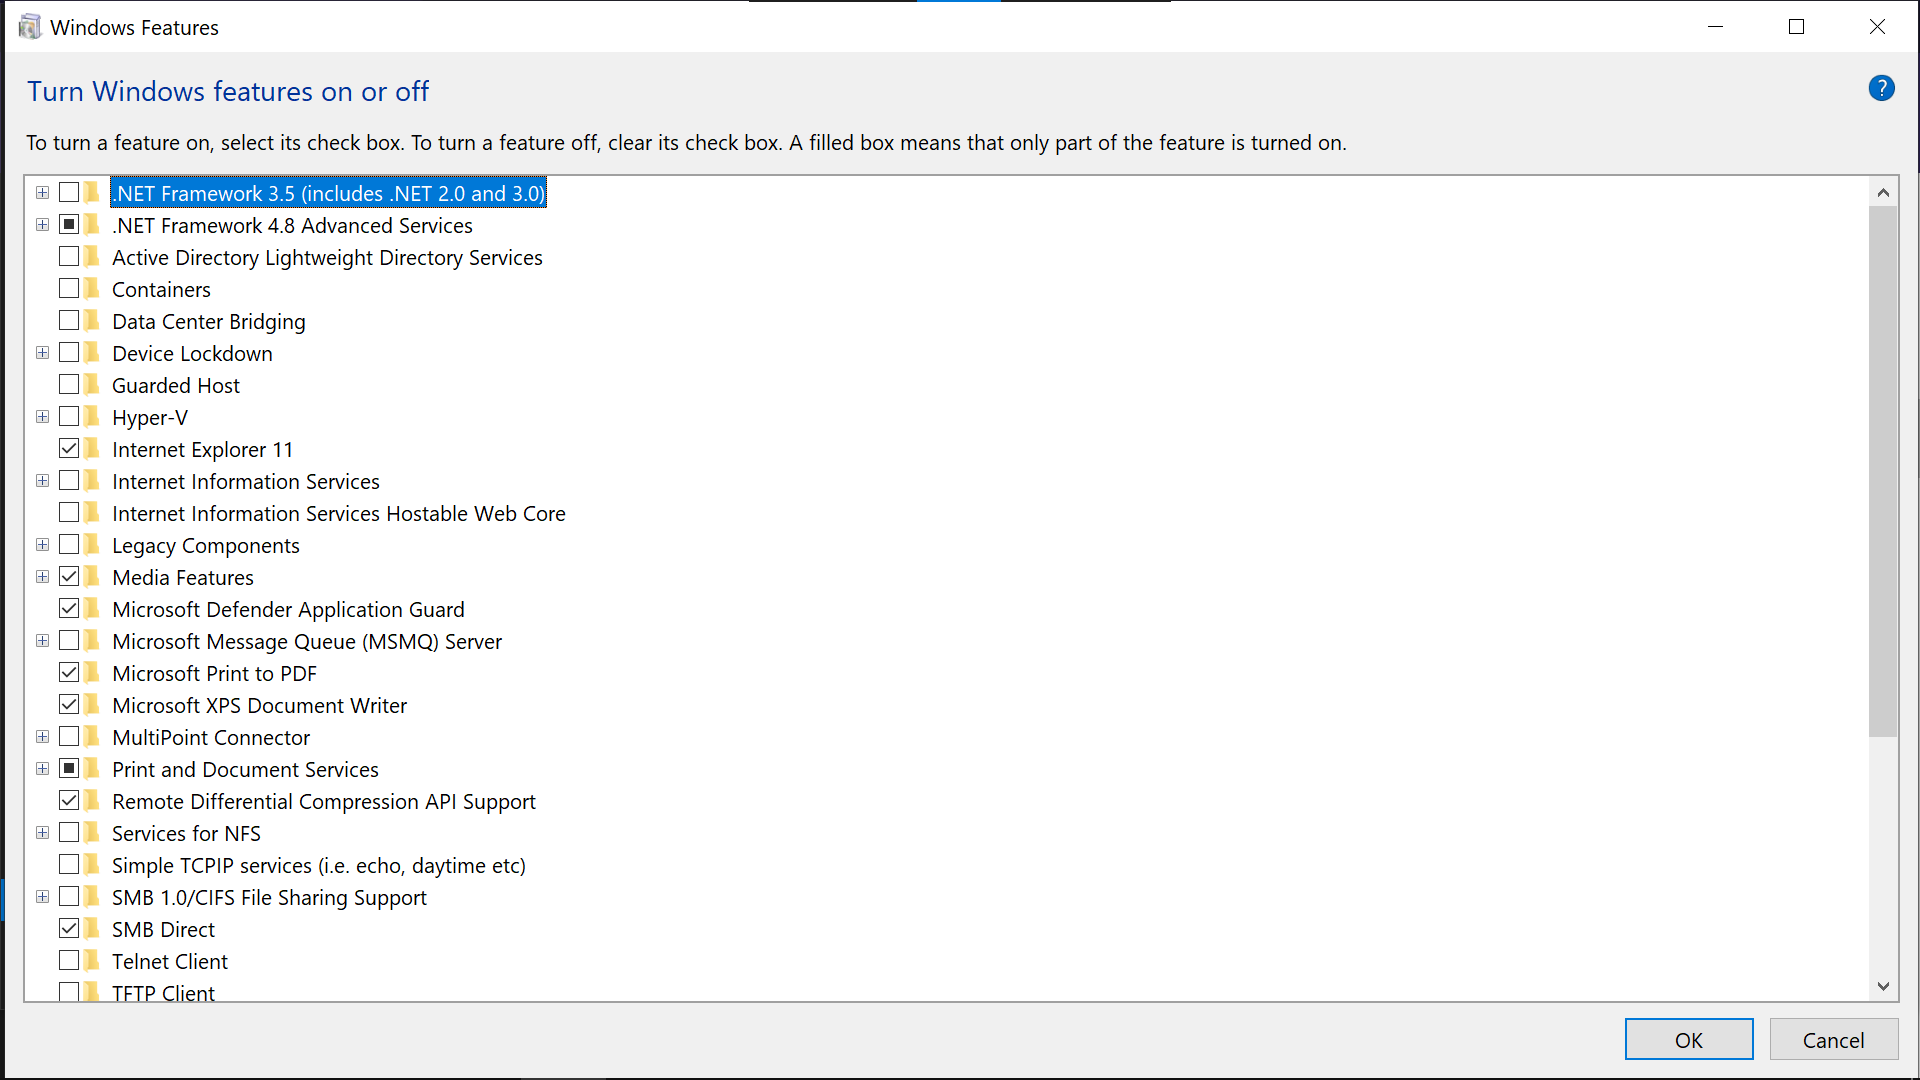 Windows Features
Turn Windows features on or off
?
To turn a feature on, select its check box. To turn a feature off, clear its check box. A filled box means that only part of the feature is turned on.
.NET Framework 3.5 (includes .NET 2.0 and 3.0)
.NET Framework 4.8 Advanced Services
Active Directory Lightweight Directory Services
Containers
Data Center Bridging
Device Lockdown
Guarded Host
Hyper-V
Internet Explorer 11
Internet Information Services
Internet Information Services Hostable Web Core
Legacy Components
Media Features
Microsoft Defender Application Guard
Microsoft Message Queue (MSMQ) Server
Microsoft Print to PDF
Microsoft XPS Document Writer
MultiPoint Connector
Print and Document Services
Remote Differential Compression API Support
Services for NFS
Simple TCPIP services (i.e. echo, daytime etc)
SMB 1.0/CIFS File Sharing Support
SMB Direct
Telnet Client
TFTP Client
OK
Cancel